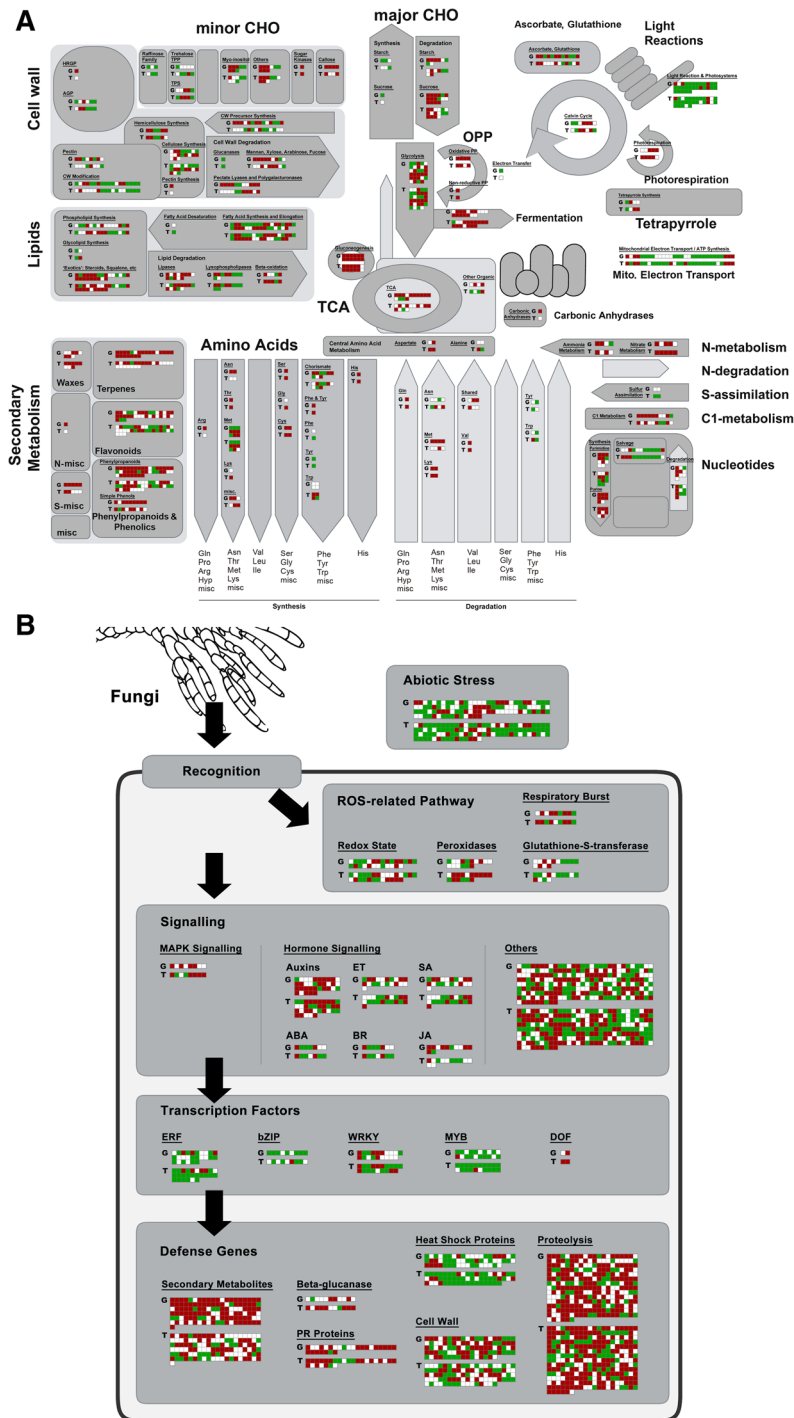 A
minor CHO
major CHO
Ascorbate, Glutathione
Light
Reactions
Cell wall
HRGP
G
T
AGP
G
T
Raffinose
Family
G
T
Trehalose
TPP
G
T
TPS
G
T
Myo-inositol
G
T
Others
G
T
Sugar
Kinases
G
T
Callose
G
T
Hemicellulose Synthesis
G
T
CW Precursor Synthesis
G
T
Pectin
G
T
CW Modification
G
T
Cellulose Synthesis
G
T
Pectin Synthesis
G
T
Cell Wall Degradation
Glucanases
G
T
Mannan, Xylose, Arabinose, Fucose
G
T
Pectate Lyases and Polygacturonases
G
T
Synthesis
Starch
G
T
Sucrose
G
T
Degradation
Starch
G
T
Sucrose
G
T
Ascorbate, Glutathione
G
T
Light Reaction & Photosystems
G
T
Calvin Cycle
G
T
OPP
Oxidative PP
G
T
Non-reductive PP
G
T
Glycolysis
G
T
Electron Transfer
G
T
Photorespiration
G
T
Photorespiration
Fermentation
G
T
Tetrapyrrole Synthesis
G
T
Tetrapyrrole
Lipids
Phospholipid Synthesis
G
T
Glycolipid Synthesis
G
T
'Exotics': Steroids, Squalene, etc
G
T
Fatty Acid Desaturation
G
T
Fatty Acid Synthesis and Elongation
G
T
Lipid Degradation
Lipases
G
T
Lysophospholipases
G
T
Beta-oxidation
G
T
Gluconengenesis
G
T
TCA
TCA
G
T
Other Organic
G
T
Mitochondrial Electron Transport / ATP Synthesis
G
T
Mito. Electron Transport
Carbonic
Anhydrases
G
T
Carbonic Anhydrases
Secondary
Metabolism
G
T
Waxes
G
T
Terpenes
G
T
N-misc
G
T
Flavonoids
Phenylpropanoids
G
T
Simple Phenols
G
T
Phenylpropanoids &
Phenolics
G
T
S-misc
misc
Amino Acids
Central Amino Acid
Metabolism
Aspartate
G
T
Alanine
G
T
Arg
G
T
Asn
G
T
Thr
G
T
Met
G
T
Lys
G
T
misc.
G
T
Ser
G
T
Gly
G
T
Cys
G
T
Chorismate
G
T
Phe & Tyr
G
T
Phe
G
T
Tyr
G
T
Trp
G
T
His
G
T
Gln
G
T
Asn
G
T
Met
G
T
Lys
G
T
Shared
G
T
Val
G
T
Tyr
G
T
Trp
G
T
Gln
Pro
Arg
Hyp
misc
Asn
Thr
Met
Lys
misc
Val
Leu
Ile
Ser
Gly
Cys
misc
Phe
Tyr
Trp
misc
His
Gln
Pro
Arg
Hyp
misc
Asn
Thr
Met
Lys
misc
Val
Leu
Ile
Ser
Gly
Cys
misc
Phe
Tyr
Trp
misc
His
Synthesis
Degradation
Ammonia
Metabolism
G
T
Nitrate
Metabolism
G
T
N-metabolism
N-degradation
Sulfur
Assimilation
G
T
S-assimilation
C1 Metabolism
G
T
C1-metabolism
Synthesis
G
T
Purine
G
T
Salvage
G
T
Degradation
G
T
Nucleotides
B
Fungi
Abiotic Stress
G
T
Recognition
ROS-related Pathway
Respiratory Burst
G
T
Redox State
G
T
Peroxidases
G
T
Glutathione-S-transferase
G
T
Signalling
MAPK Signalling
G
T
Hormone Signalling
Auxins
G
T
ET
G
T
SA
G
T
ABA
G
T
BR
G
T
JA
G
T
Others
G
T
Transcription Factors
ERF
G
T
bZIP
G
T
WRKY
G
T
MYB
G
T
DOF
G
T
Defense Genes
Secondary Metabolites
G
T
Beta-glucanase
G
T
PR Proteins
G
T
Heat Shock Proteins
G
T
Cell Wall
G
T
Proteolysis
G
T